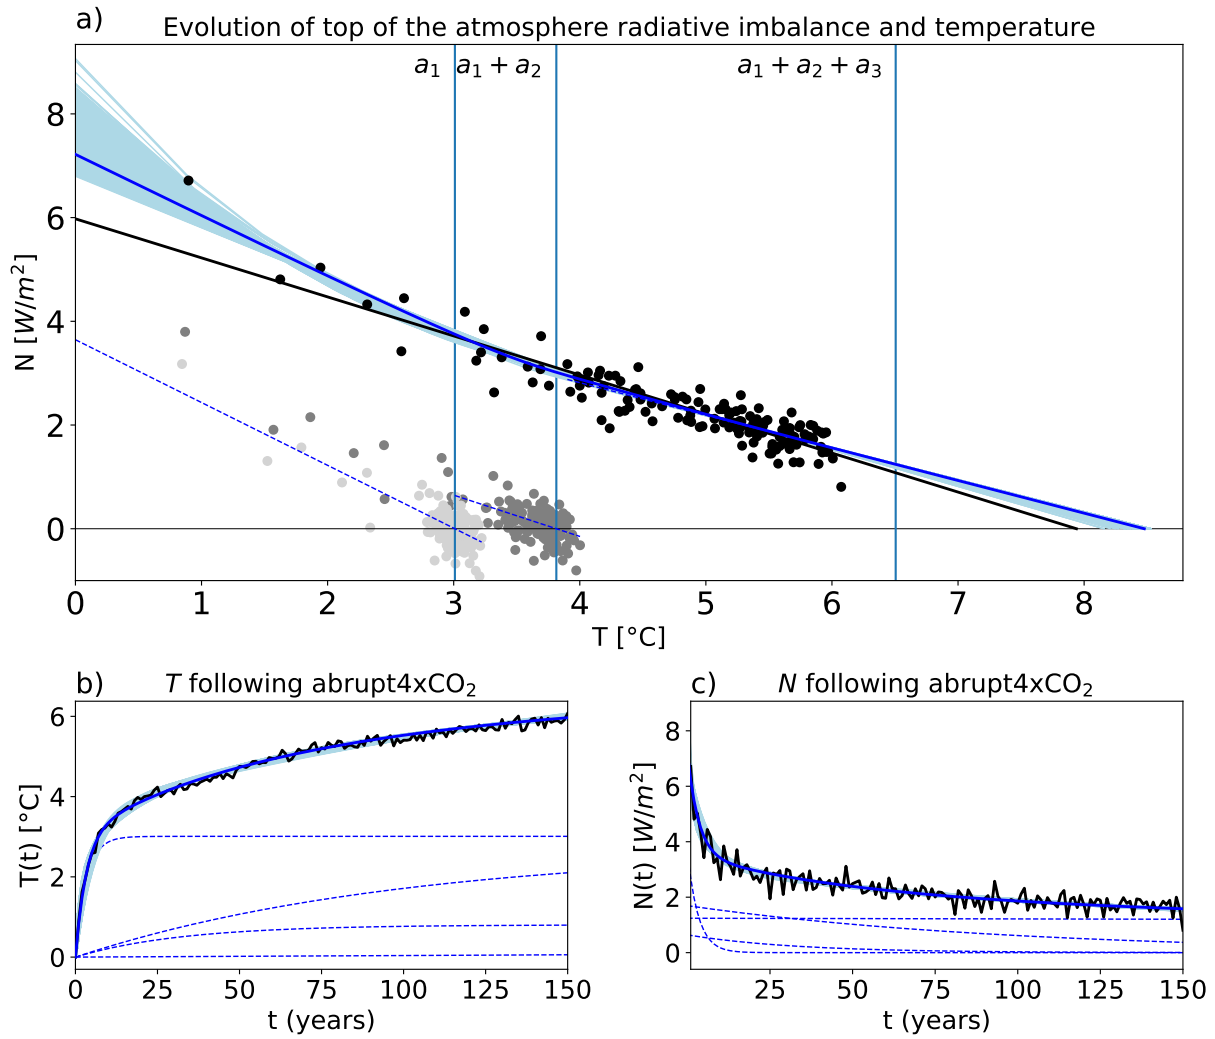 a)
Evolution of top of the atmosphere radiative imbalance and temperature
a₁
a₁ + a₂
a₁ + a₂ + a₃
8
6
4
2
0
N [W/m²]
0 1 2 3 4 5 6 7 8
T [°C]
b)
T following abrupt4xCO₂
6
4
2
0
T(t) [°C]
0 25 50 75 100 125 150
t (years)
c)
N following abrupt4xCO₂
8
6
4
2
0
N(t) [W/m²]
25 50 75 100 125 150
t (years)